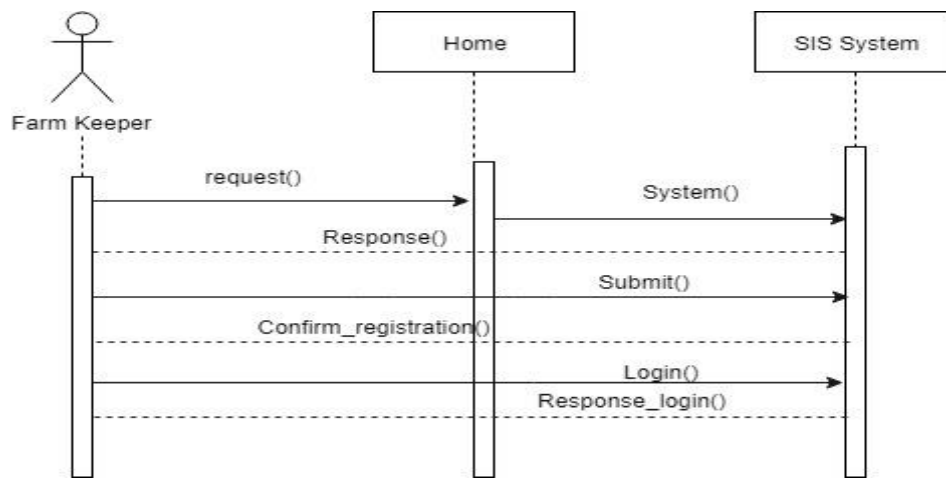 Home
SIS System
Farm Keeper
request()
System()
Response()
Submit()
Confirm_registration()
Login()
Response_login()